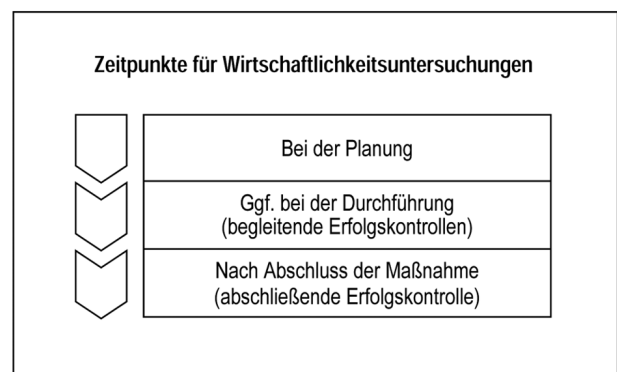 Zeitpunkte für Wirtschaftlichkeitsuntersuchungen
Bei der Planung
Ggf. bei der Durchführung
(begleitende Erfolgskontrollen)
Nach Abschluss der Maßnahme
(abschließende Erfolgskontrolle)